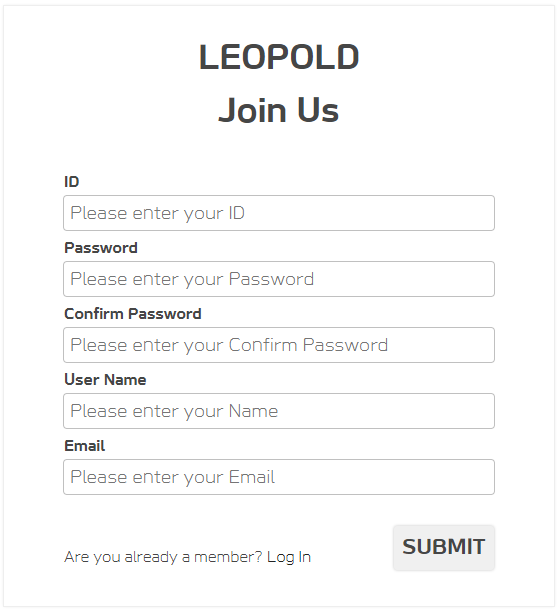 LEOPOLD
Join Us
ID
Please enter your ID
Password
Please enter your Password
Confirm Password
Please enter your Confirm Password
User Name
Please enter your Name
Email
Please enter your Email
Are you already a member? Log In
SUBMIT